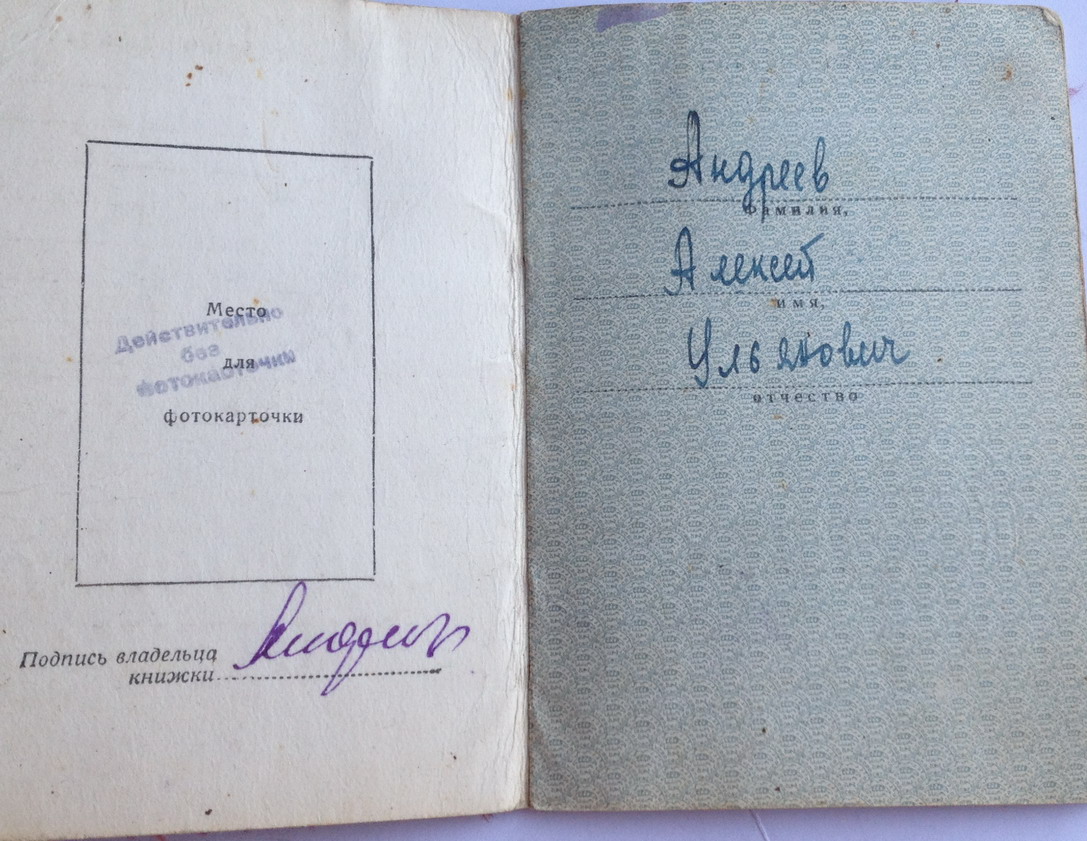 Место
для
фотокарточки
Действительно
без
фотокарточки
Подпись владельца
книжки
Андреев
Андреев
Фамилия,
Алексей
имя,
Ульянович
отчество